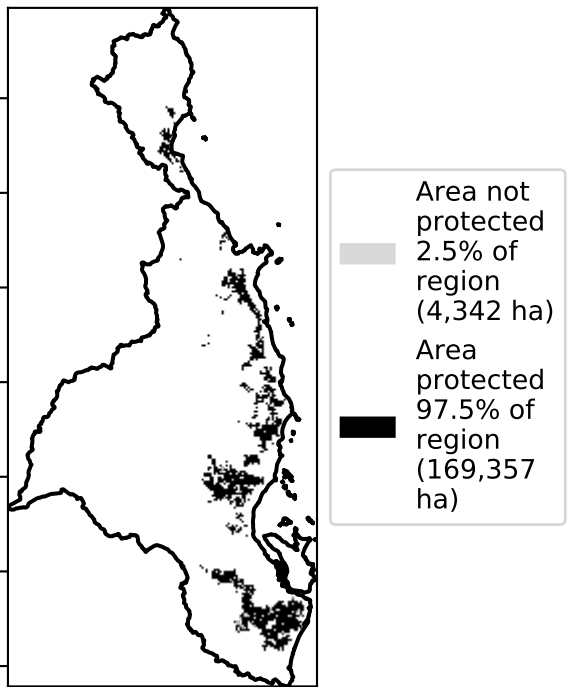 Area not
protected
2.5% of
region
(4,342 ha)
Area
protected
97.5% of
region
(169,357
ha)